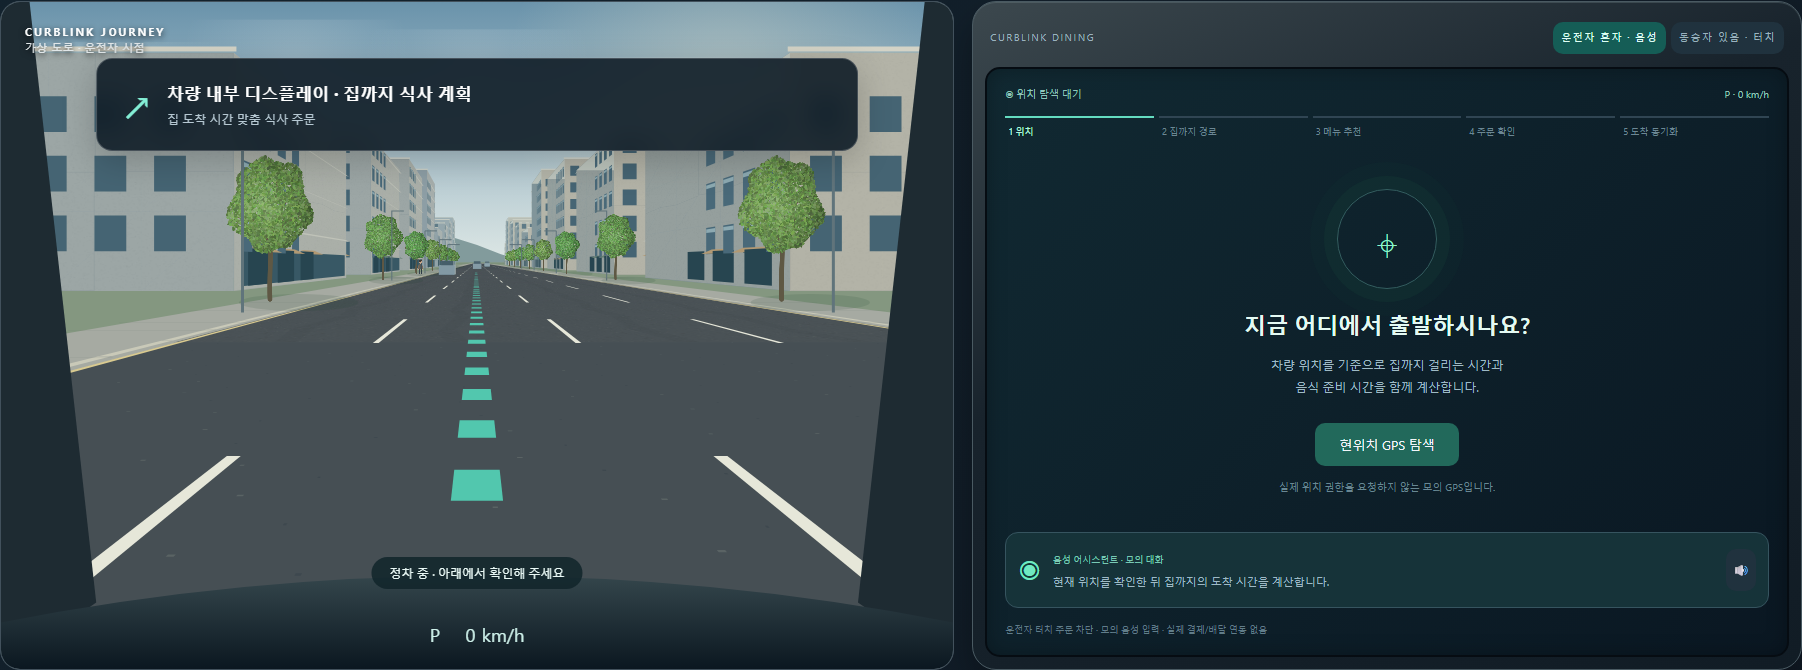 CURBLINK JOURNEY
가상 도로 · 운전자 시점
차량 내부 디스플레이 · 집까지 식사 계획
집 도착 시간 맞춤 식사 주문
정차 중 · 아래에서 확인해 주세요
P 0 km/h
CURBLINK DINING
운전자 혼자 · 음성
동승자 있음 · 터치
위치 탐색 대기
P · 0 km/h
1 위치
2 집까지 경로
3 메뉴 추천
4 주문 확인
5 도착 동기화
지금 어디에서 출발하시나요?
차량 위치를 기준으로 집까지 걸리는 시간과
음식 준비 시간을 함께 계산합니다.
현위치 GPS 탐색
실제 위치 권한을 요청하지 않는 모의 GPS입니다.
음성 어시스턴트 · 모의 대화
현재 위치를 확인한 뒤 집까지의 도착 시간을 계산합니다.
운전자 터치 주문 차단 · 모의 음성 입력 · 실제 결제/배달 연동 없음